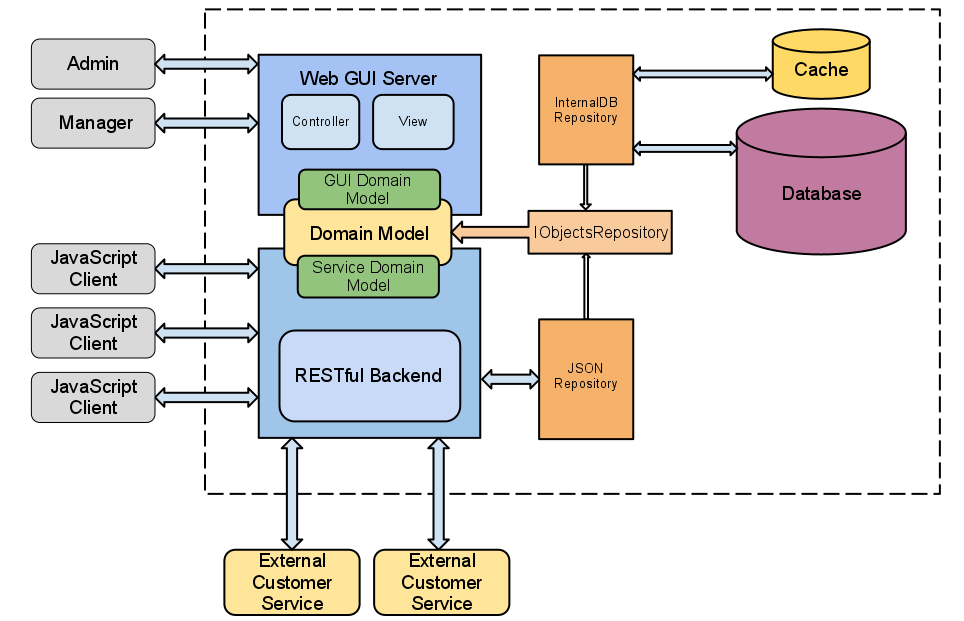 Admin
Manager
JavaScript
Client
JavaScript
Client
JavaScript
Client
Web GUI Server
Controller
View
GUI Domain
Model
Domain Model
Service Domain
Model
RESTful Backend
InternalDB
Repository
IObjectsRepository
JSON
Repository
Cache
Database
External
Customer
Service
External
Customer
Service